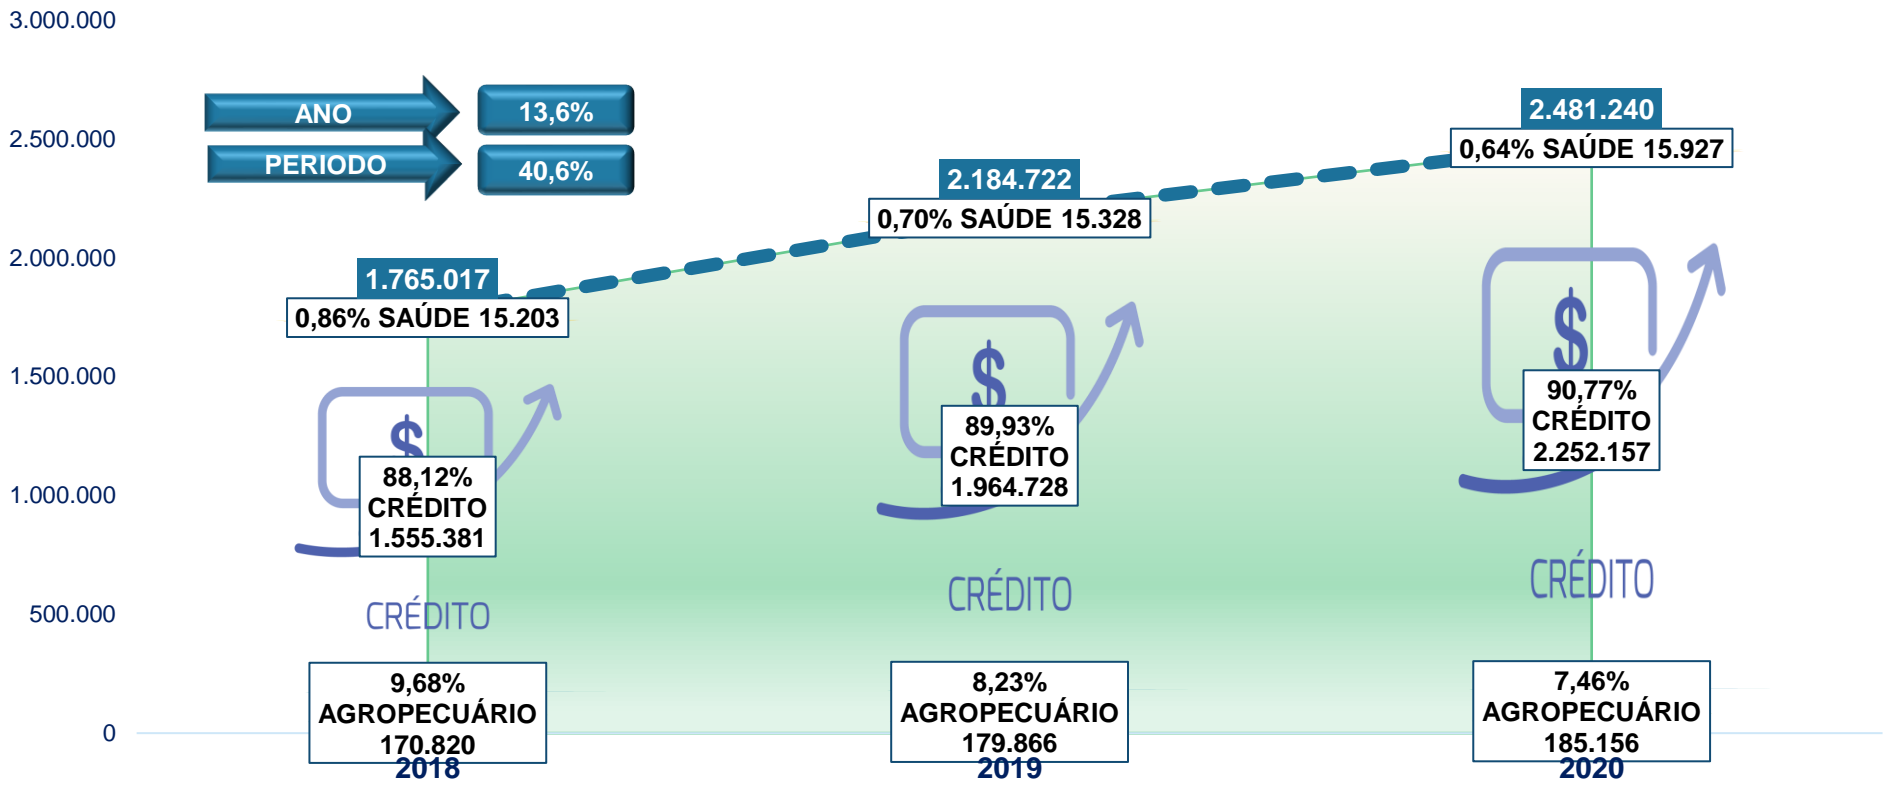 3.000.000
2.500.000
2.000.000
1.500.000
1.000.000
500.000
0
ANO
13,6%
PERIODO
40,6%
1.765.017
0,86% SAÚDE 15.203
88,12%
CRÉDITO
1.555.381
CRÉDITO
9,68%
AGROPECUÁRIO
170.820
2018
2.184.722
0,70% SAÚDE 15.328
$
89,93%
CRÉDITO
1.964.728
CRÉDITO
8,23%
AGROPECUÁRIO
179.866
2019
2.481.240
0,64% SAÚDE 15.927
$
90,77%
CRÉDITO
2.252.157
CRÉDITO
7,46%
AGROPECUÁRIO
185.156
2020